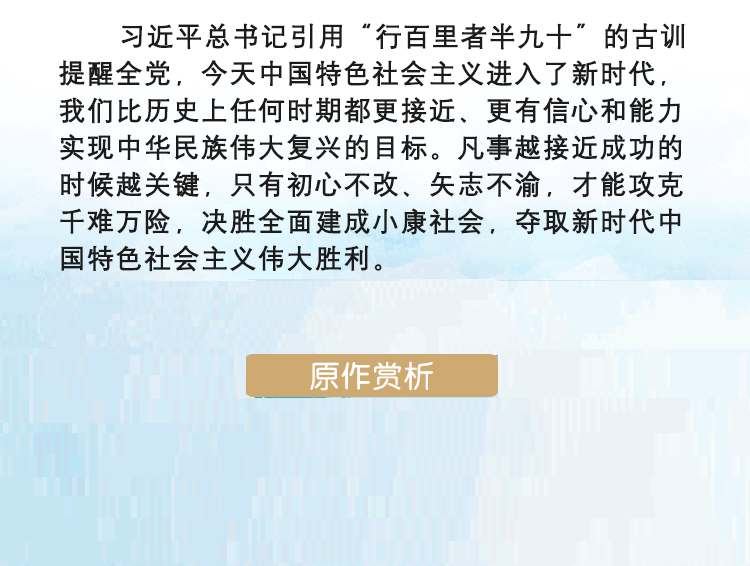 习近平总书记引用“行百里者半九十”的古训
提醒全党，今天中国特色社会主义进入了新时代，
我们比历史上任何时期都更接近、更有信心和能力
实现中华民族伟大复兴的目标。凡事越接近成功的
时候越关键，只有初心不改、矢志不渝，才能攻克
千难万险，决胜全面建成小康社会，夺取新时代中
国特色社会主义伟大胜利。
原作赏析